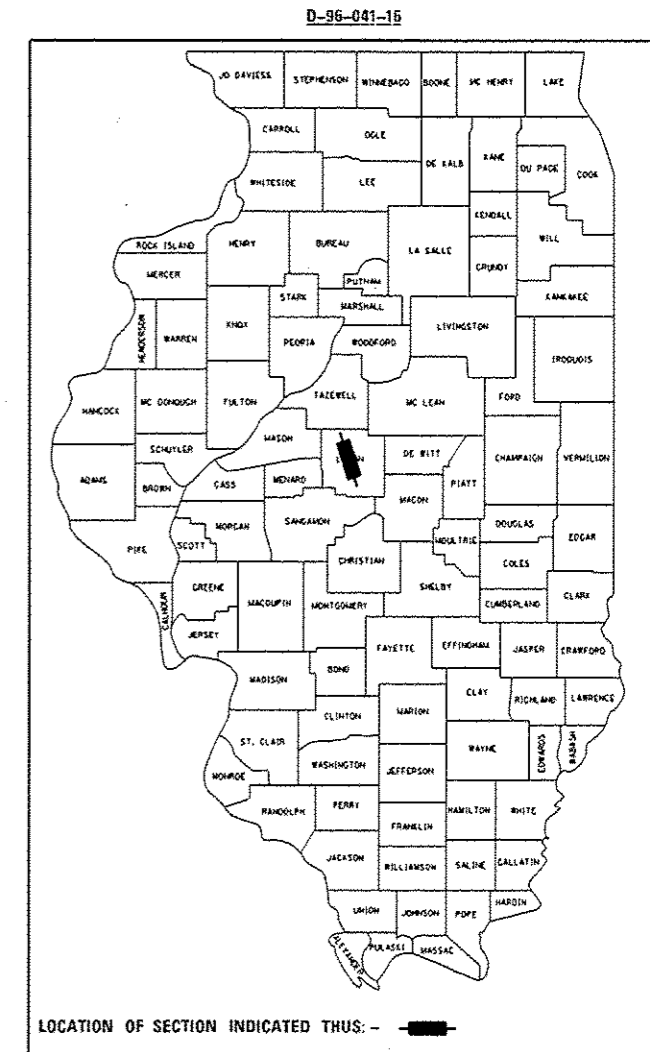 D-96-041-16
JO DAVIESS STEPHENSON WINNEBAGO BOONE MC HENRY LAKE
CARROLL OGLE DE KALB KANE DU PAGE COOK
WHITESIDE LEE
KENDALL WILL
ROCK ISLAND HENRY BUREAU LA SALLE GRUNDY
MERCER PUTNAM KANKAKEE
STARK MARSHALL
HENDERSON WARREN KNOX PEORIA WOODFORD LIVINGSTON IROQUOIS
HANCOCK MC DONOUGH FULTON TAZEWELL MC LEAN FORD
MASON
SCHUYLER DE WITT CHAMPAIGN VERMILION
ADAMS BROWN CASS MENARD MACON PIATT
MORGAN SANGAMON DOUGLAS
PIKE SCOTT CHRISTIAN MOULTRIE COLES EDGAR
GREENE MACOUPIN MONTGOMERY SHELBY CUMBERLAND CLARK
CALHOUN JERSEY
FAYETTE EFFINGHAM JASPER CRAWFORD
MADISON BOND CLAY RICHLAND LAWRENCE
CLINTON MARION
ST. CLAIR WAYNE EDWARDS WABASH
MONROE WASHINGTON JEFFERSON
RANDOLPH PERRY HAMILTON WHITE
FRANKLIN
JACKSON WILLIAMSON SALINE GALLATIN
UNION JOHNSON POPE HARDIN
ALEXANDER PULASKI MASSAC
LOCATION OF SECTION INDICATED THUS: -